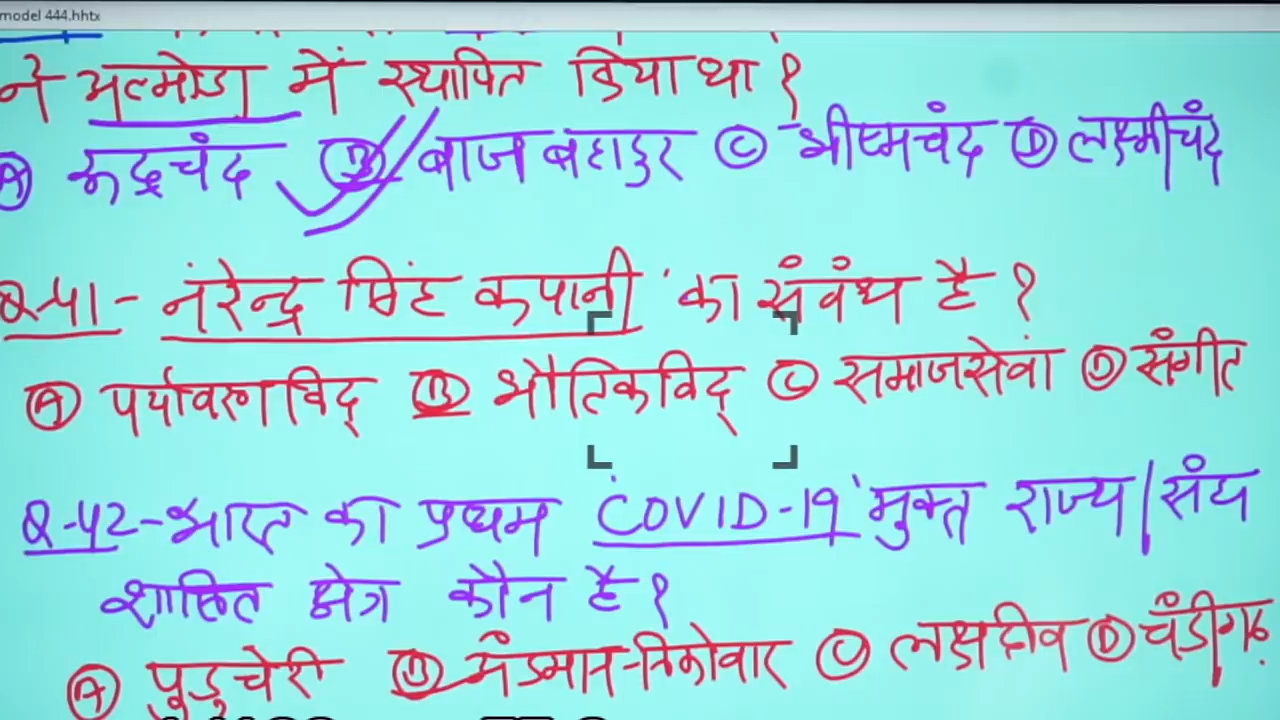 model 444.hhtx
ने अल्मोडा में स्थापित किया था ?
A रूद्रचंद B बाज बहादुर C भीष्मचंद D लक्ष्मीचंद
Q-41- नरेन्द्र सिंह कपानी 'का संबंध है ?
A पर्यावरणविद् B भौतिकविद् C समाजसेवा D संगीत
Q-42-भारत का प्रथम COVID-19 'मुक्त राज्य/संघ
शासित क्षेत्र कौन है ?
A पुडुचेरी B अंडमान-निकोबार C लक्षद्वीव D चंडीगढ़